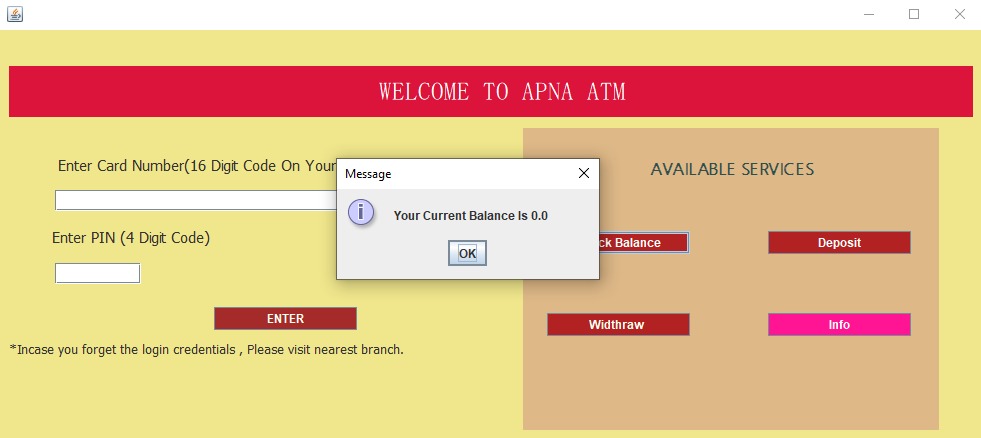 WELCOME TO APNA ATM
Enter Card Number(16 Digit Code On Your
Enter PIN (4 Digit Code)
ENTER
*Incase you forget the login credentials , Please visit nearest branch.
Message
Your Current Balance Is 0.0
OK
AVAILABLE SERVICES
ck Balance
Deposit
Widthraw
Info